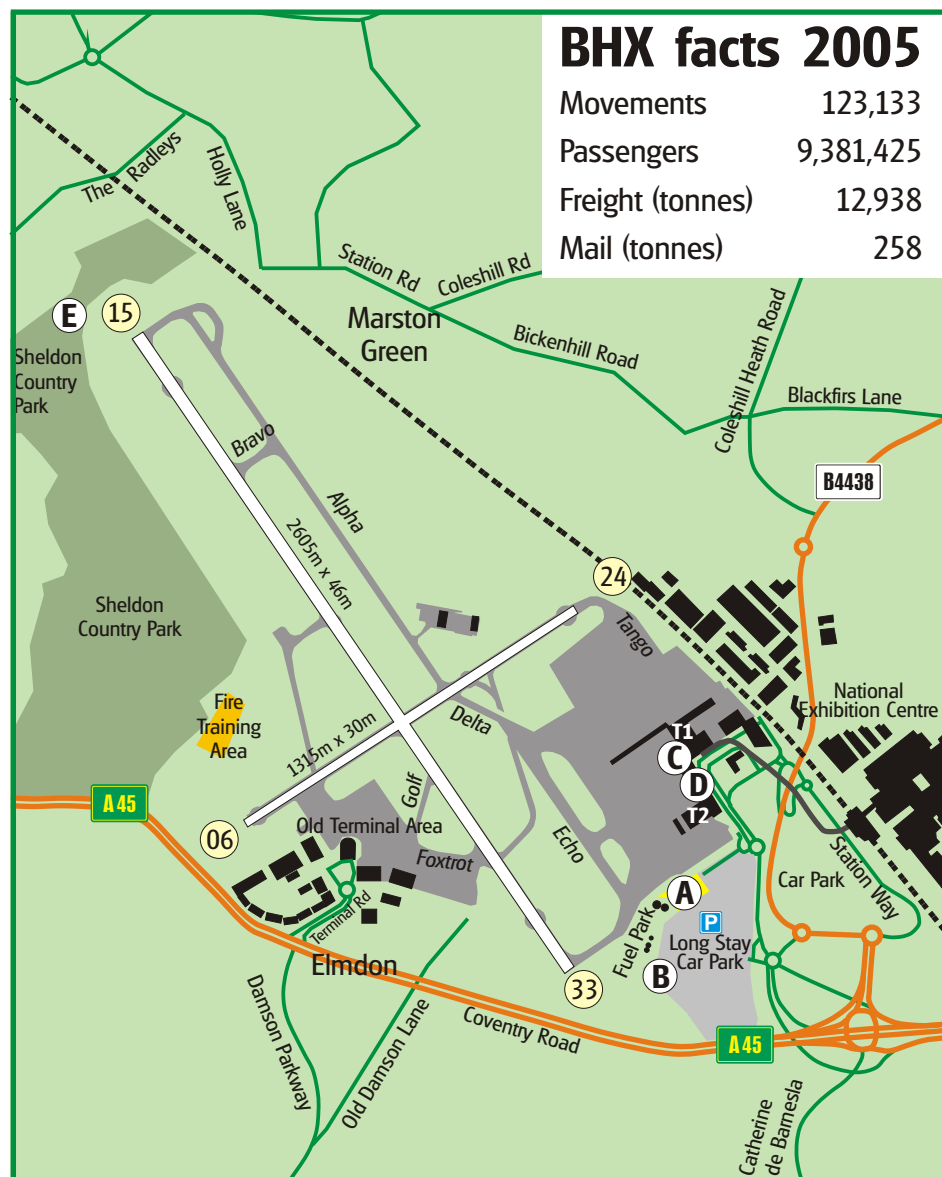 BHX facts 2005
Movements 123,133
Passengers 9,381,425
Freight (tonnes) 12,938
Mail (tonnes) 258
The Radleys
Holly Lane
Station Rd
Coleshill Rd
Marston
Green
Bickenhill Road
Coleshill Heath Road
Blackfirs Lane
B4438
E
15
Sheldon
Country
Park
Bravo
Alpha
2605m x 46m
24
Tango
Sheldon
Country Park
Fire
Training
Area
1315m x 30m
Delta
Golf
Echo
Foxtrot
T1
C
D
T2
National
Exhibition Centre
A 45
06
Old Terminal Area
Terminal Rd
Elmdon
Station Way
Car Park
A
P
Long Stay
Car Park
Fuel Park
B
33
Damson Parkway
Old Damson Lane
Coventry Road
A 45
Catherine
de Barnesla